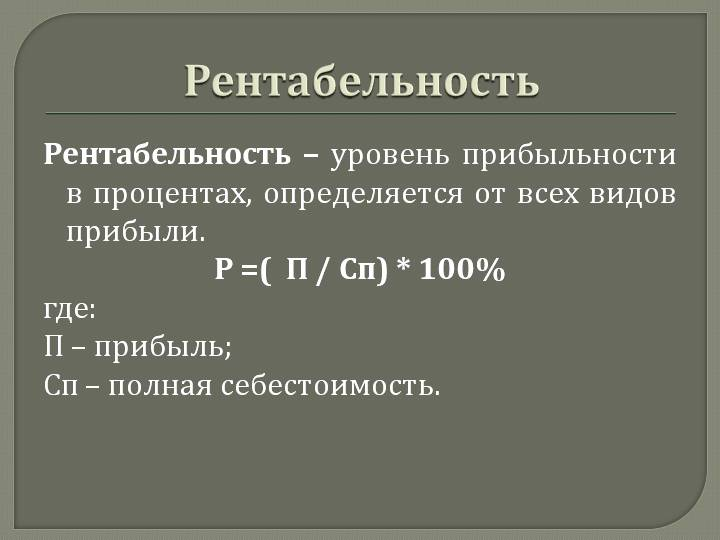 Рентабельность
Рентабельность – уровень прибыльности
в процентах, определяется от всех видов
прибыли.
Р =( П / Сп) * 100%
где:
П – прибыль;
Сп – полная себестоимость.